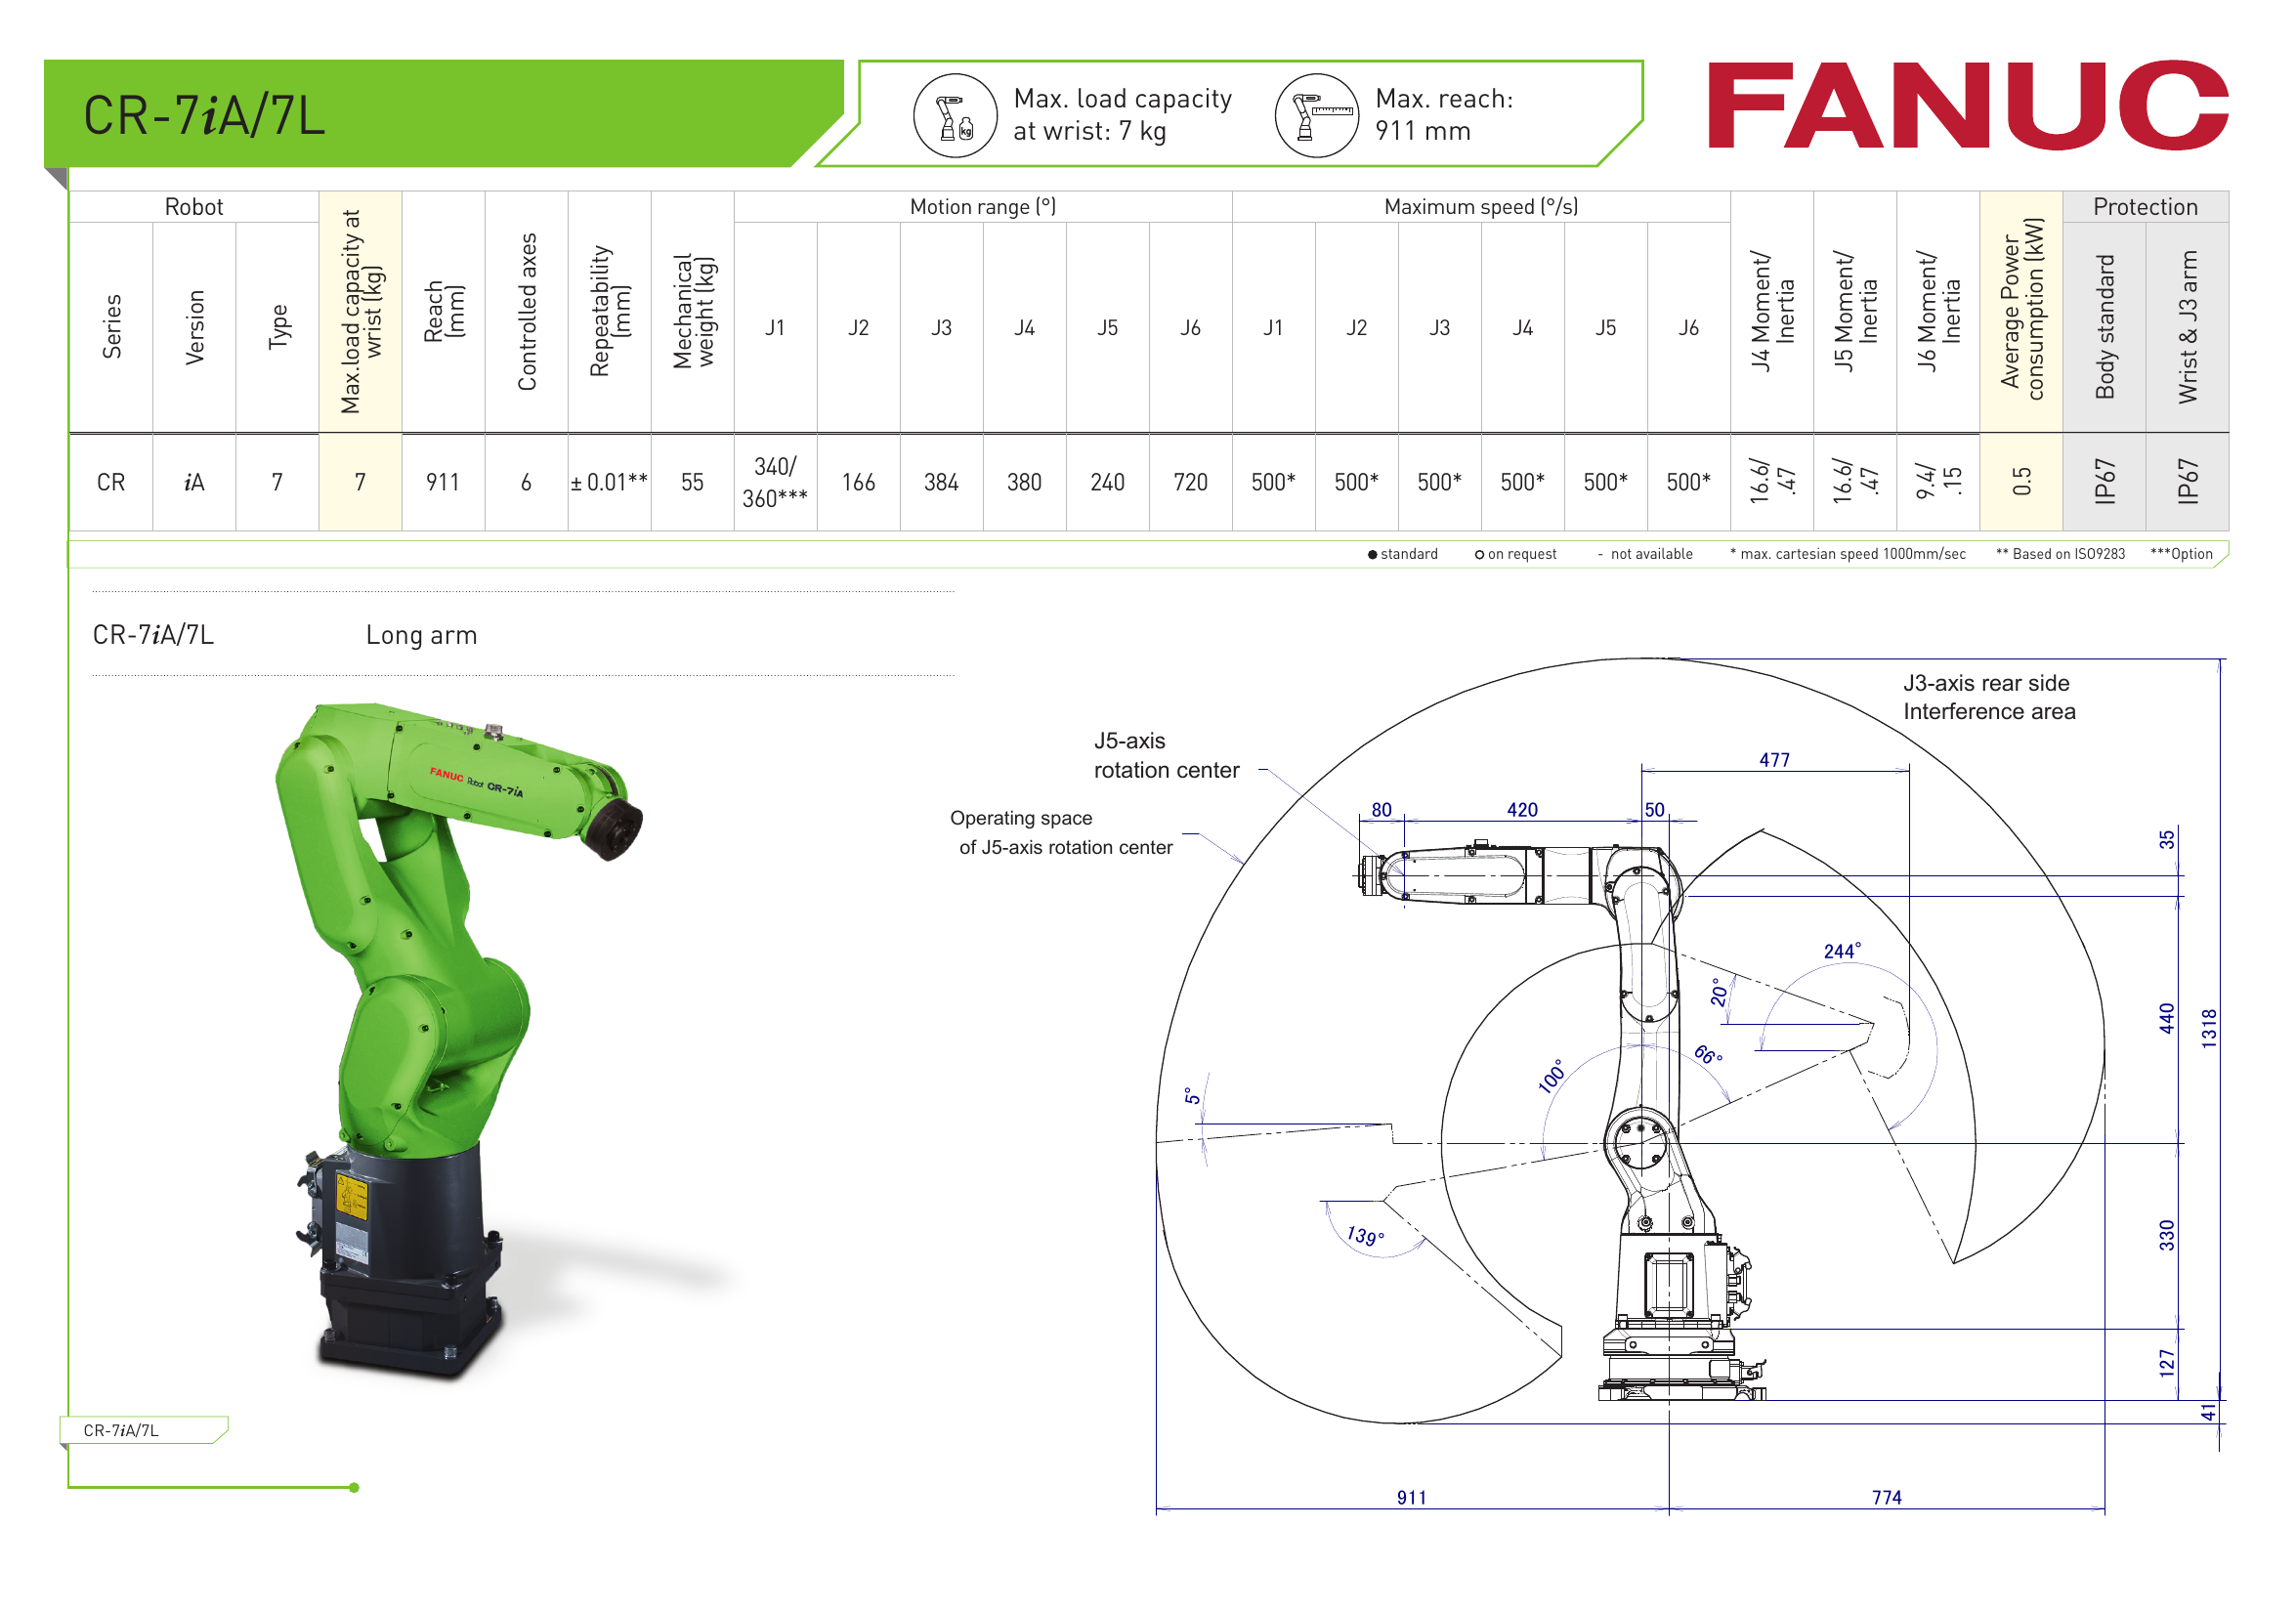 CR-7iA/7L
Max. load capacity
at wrist: 7 kg
Max. reach:
911 mm
FANUC
Robot
Motion range (°)
Maximum speed (°/s)
Protection
Series
Version
Type
Max.load capacity at
wrist (kg)
Reach
(mm)
Controlled axes
Repeatability
(mm)
Mechanical
weight (kg)
J1
J2
J3
J4
J5
J6
J1
J2
J3
J4
J5
J6
J4 Moment/
Inertia
J5 Moment/
Inertia
J6 Moment/
Inertia
Average Power
consumption (kW)
Body standard
Wrist & J3 arm
CR
iA
7
7
911
6
± 0.01**
55
340/
360***
166
384
380
240
720
500*
500*
500*
500*
500*
500*
16.6/
.47
16.6/
.47
9.4/
.15
0.5
IP67
IP67
standard on request - not available * max. cartesian speed 1000mm/sec ** Based on ISO9283 ***Option
CR-7iA/7L Long arm
FANUC Robot CR-7iA
J3-axis rear side
Interference area
J5-axis
rotation center
Operating space
of J5-axis rotation center
477
80
420
50
35
244°
20°
440
1318
66°
100°
5°
139°
330
127
41
911
774
CR-7iA/7L